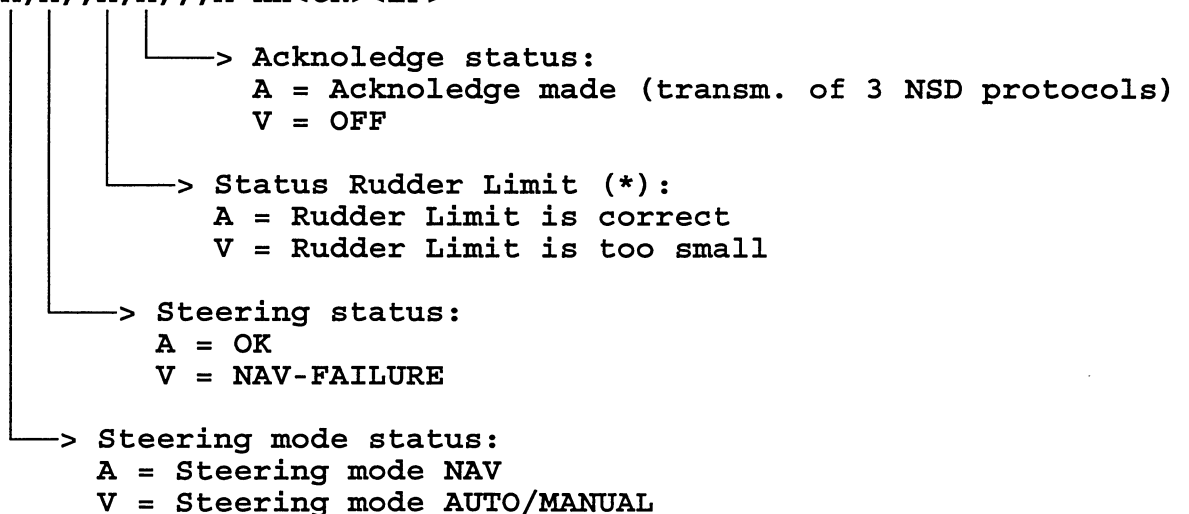 > Acknoledge status:
A = Acknoledge made (transm. of 3 NSD protocols)
V = OFF
> Status Rudder Limit (*):
A = Rudder Limit is correct
V = Rudder Limit is too small
> Steering status:
A = OK
V = NAV-FAILURE
> Steering mode status:
A = Steering mode NAV
V = Steering mode AUTO/MANUAL